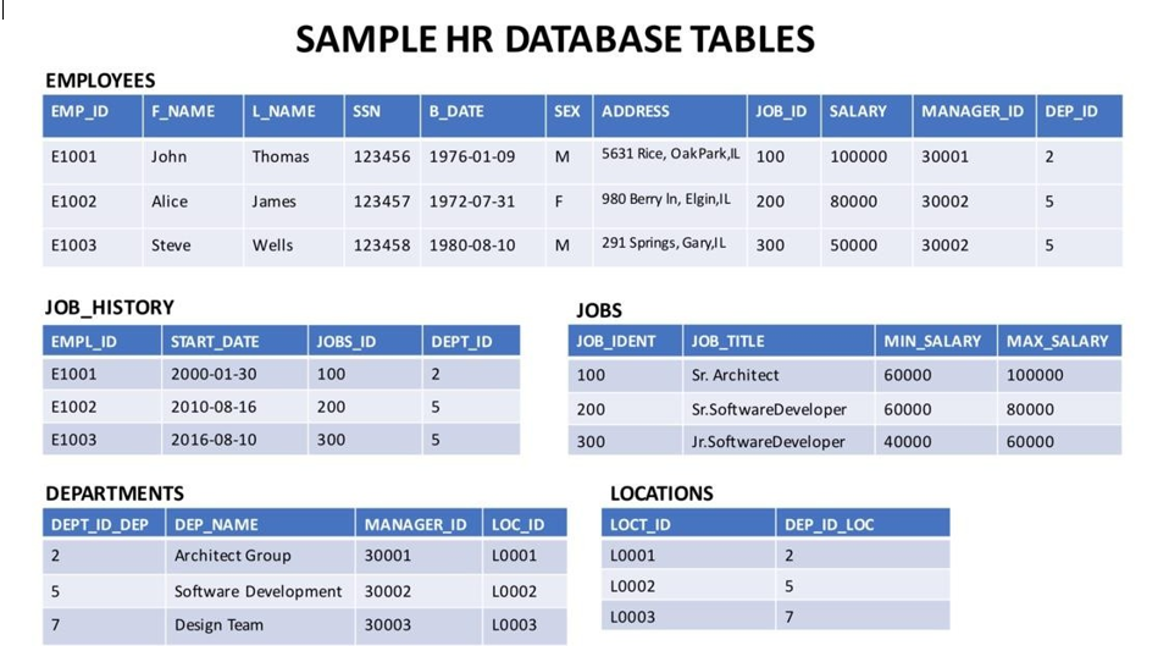 SAMPLE HR DATABASE TABLES
EMPLOYEES
EMP_ID F_NAME L_NAME SSN B_DATE SEX ADDRESS JOB_ID SALARY MANAGER_ID DEP_ID
E1001 John Thomas 123456 1976-01-09 M 5631 Rice, OakPark,IL 100 100000 30001 2
E1002 Alice James 123457 1972-07-31 F 980 Berry ln, Elgin,IL 200 80000 30002 5
E1003 Steve Wells 123458 1980-08-10 M 291 Springs, Gary,IL 300 50000 30002 5
JOB_HISTORY
EMPL_ID START_DATE JOBS_ID DEPT_ID
E1001 2000-01-30 100 2
E1002 2010-08-16 200 5
E1003 2016-08-10 300 5
JOBS
JOB_IDENT JOB_TITLE MIN_SALARY MAX_SALARY
100 Sr. Architect 60000 100000
200 Sr.SoftwareDeveloper 60000 80000
300 Jr.SoftwareDeveloper 40000 60000
DEPARTMENTS
DEPT_ID_DEP DEP_NAME MANAGER_ID LOC_ID
2 Architect Group 30001 L0001
5 Software Development 30002 L0002
7 Design Team 30003 L0003
LOCATIONS
LOCT_ID DEP_ID_LOC
L0001 2
L0002 5
L0003 7